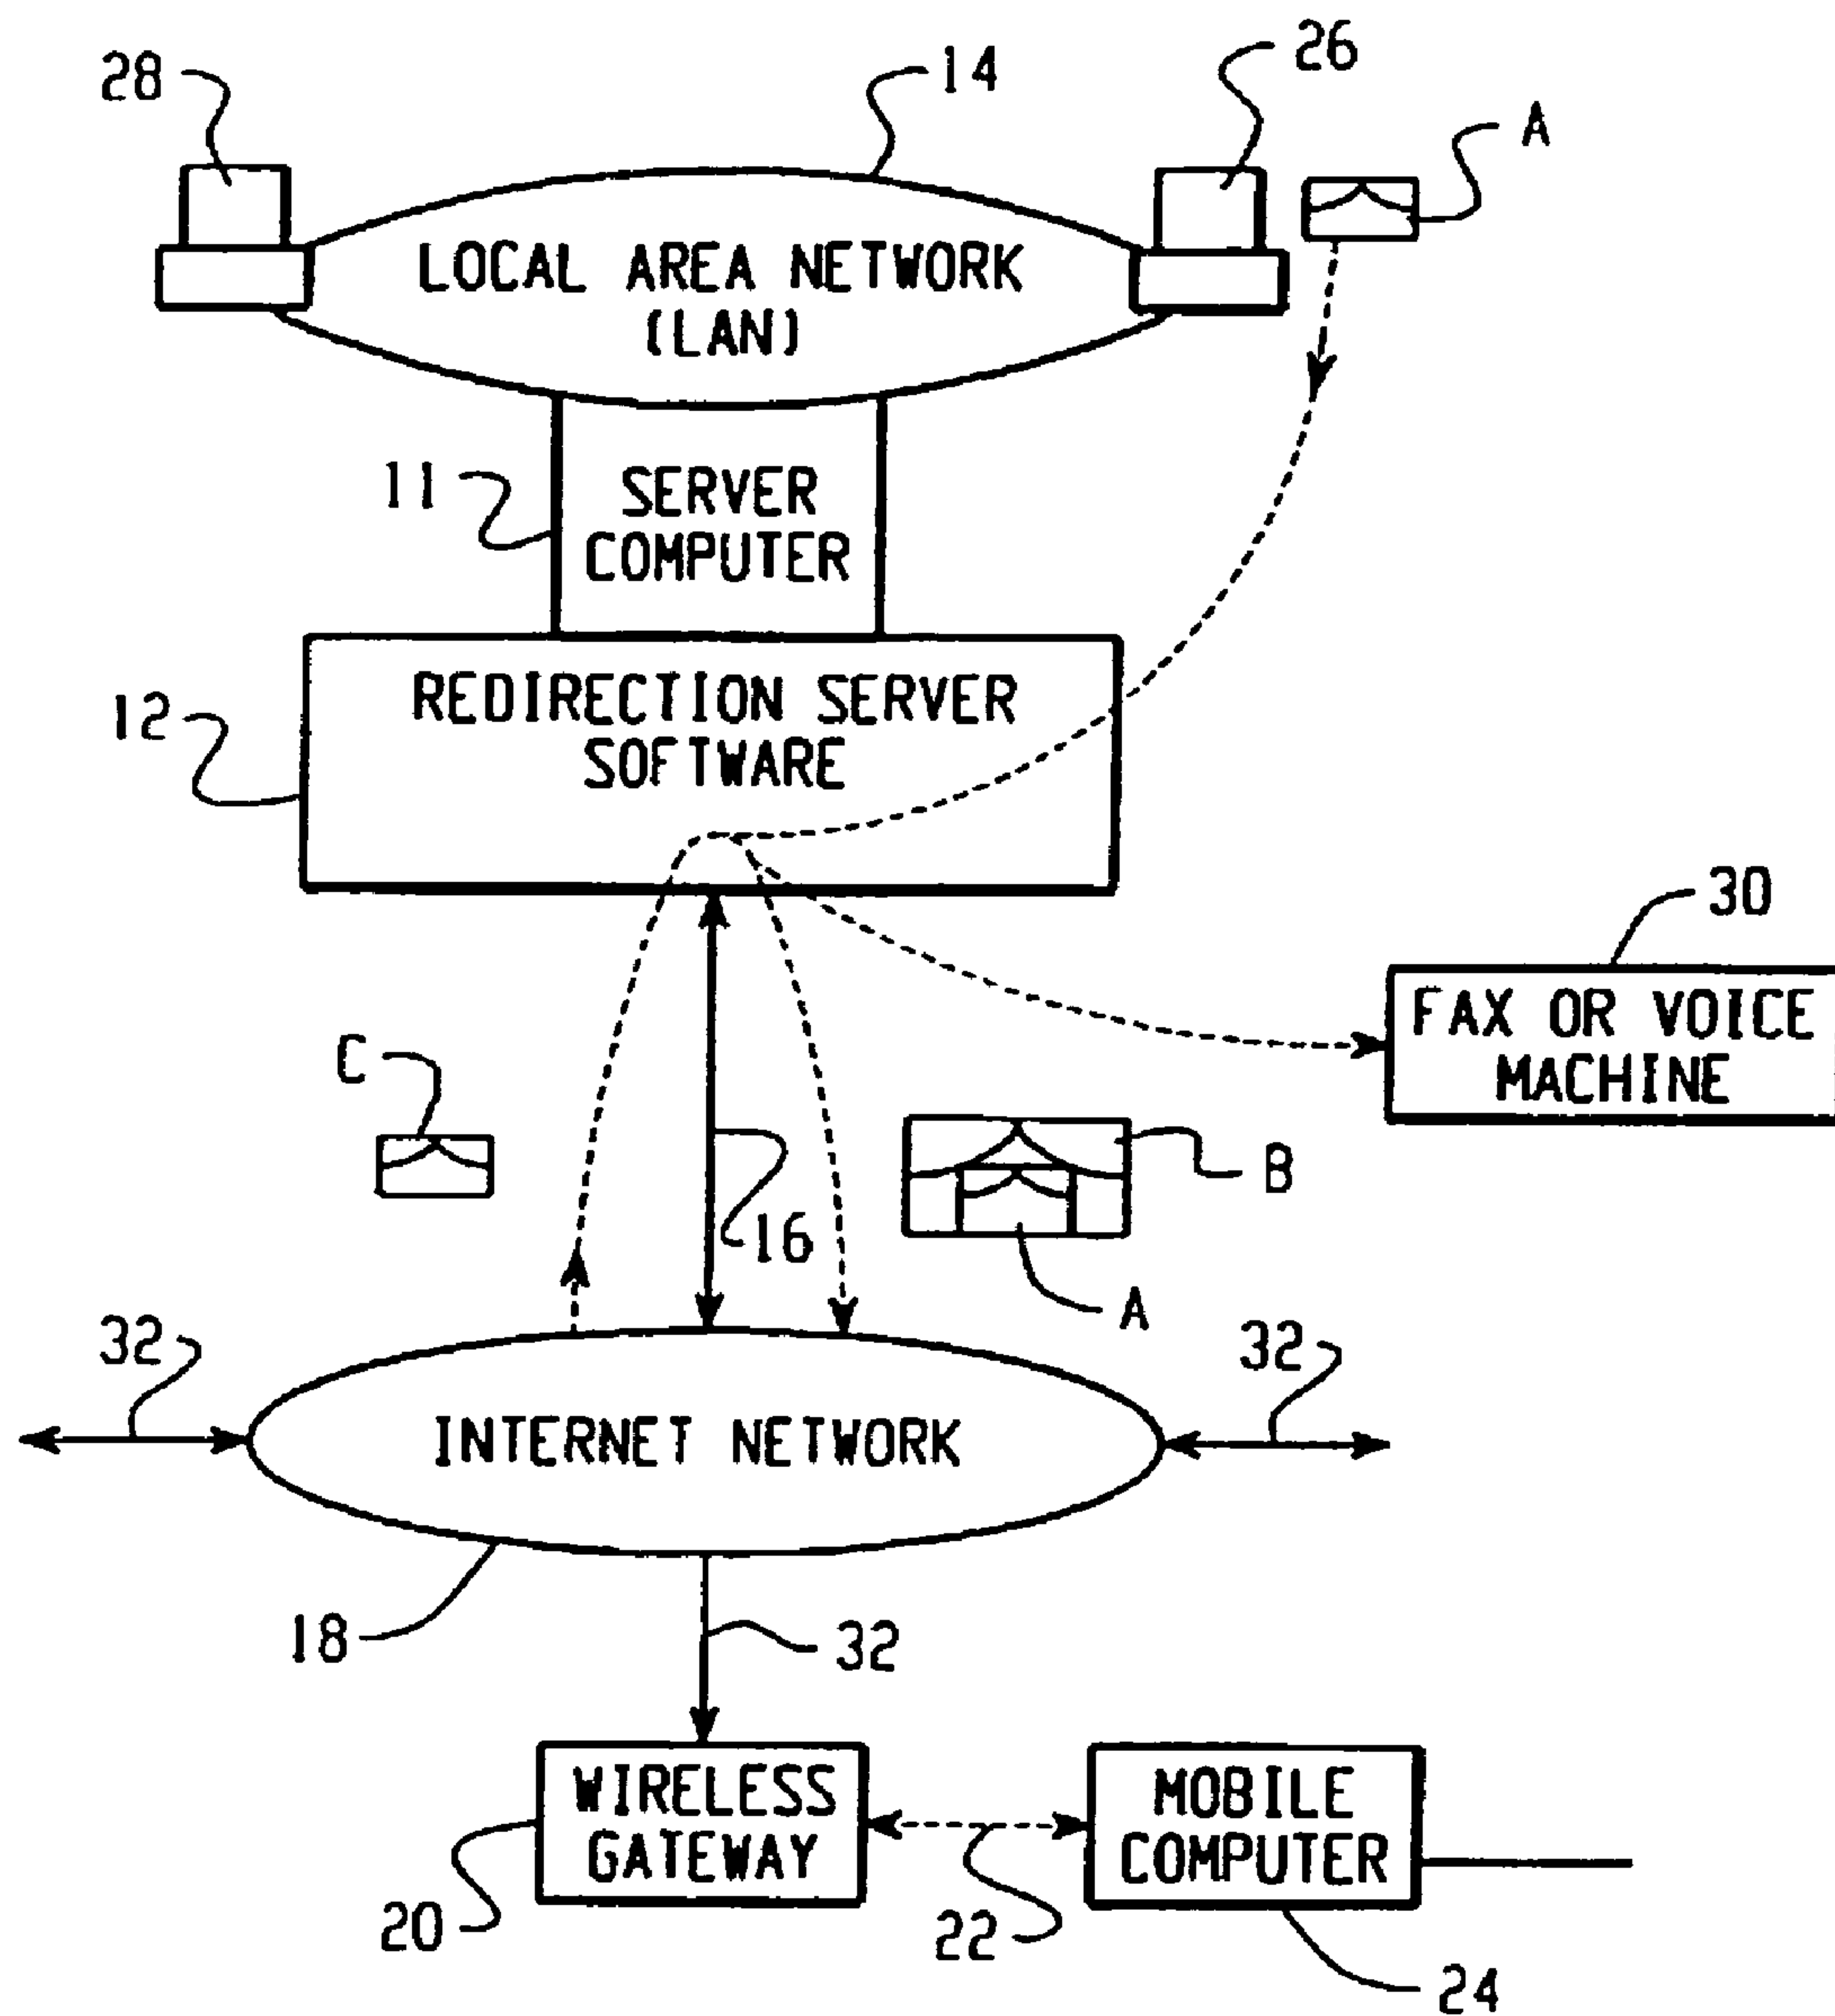 28
14
26
A
LOCAL AREA NETWORK
(LAN)
11
SERVER
COMPUTER
12
REDIRECTION SERVER
SOFTWARE
30
FAX OR VOICE
MACHINE
C
B
16
A
32
32
INTERNET NETWORK
18
32
WIRELESS
GATEWAY
MOBILE
COMPUTER
20
22
24